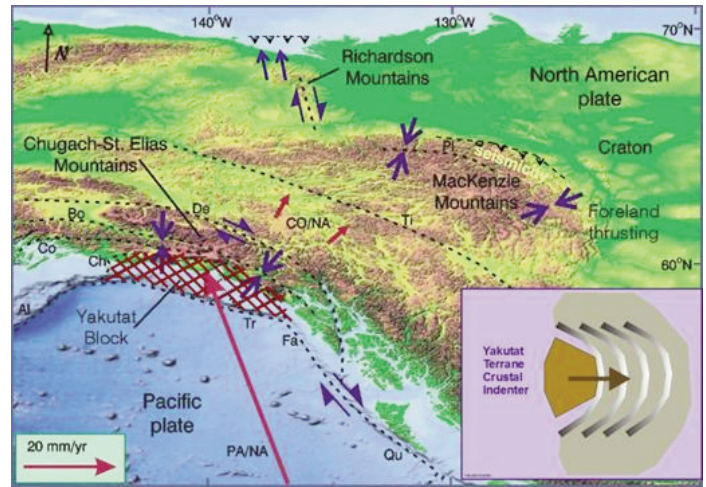 140°W
130°W
70°N
N
Richardson
Mountains
North American
plate
Chugach-St. Elias
Mountains
Pl
seismicity
Craton
MacKenzie
Mountains
Bo
De
CO/NA
Ti
Foreland
thrusting
Co
Ch
60°N
Al
Yakutat
Block
Tr
Fa
Yakutat
Terrane
Crustal
Indenter
Pacific
plate
20 mm/yr
PA/NA
Qu